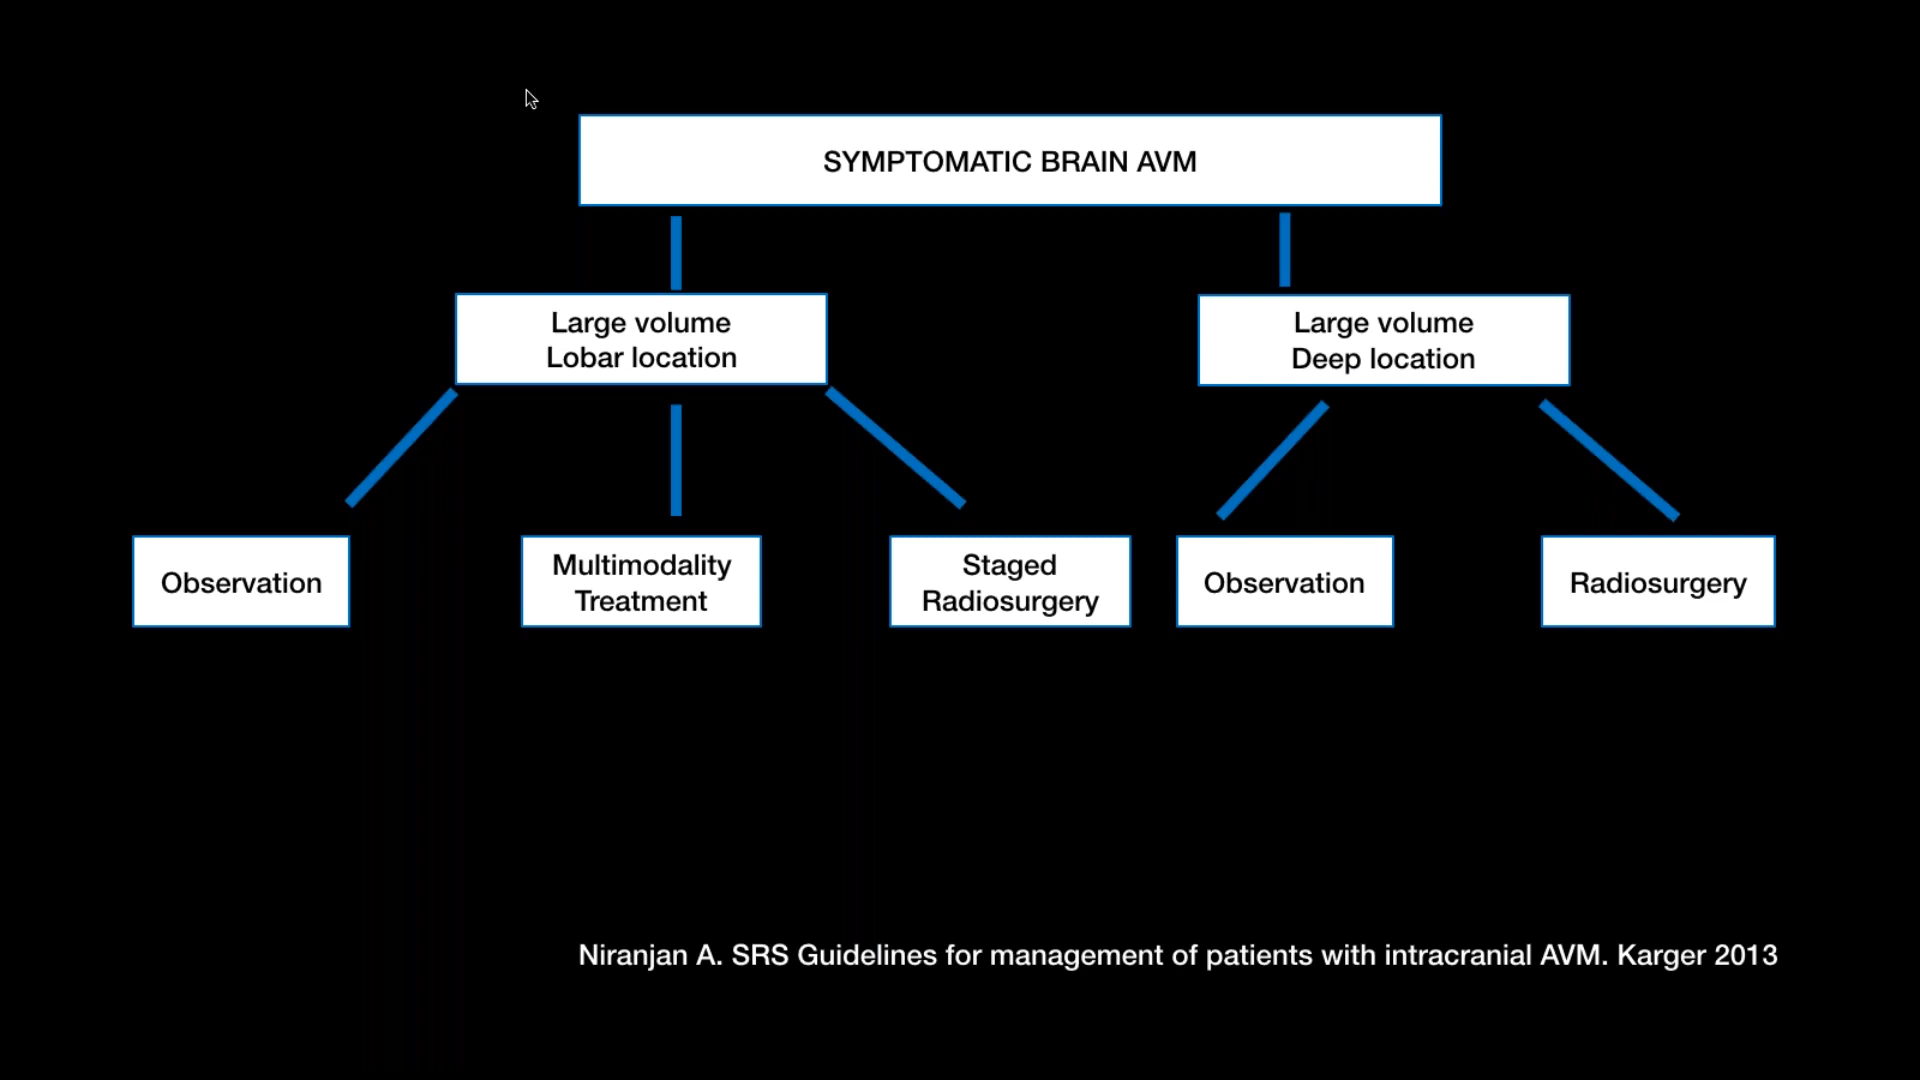 SYMPTOMATIC BRAIN AVM
Large volume
Lobar location
Large volume
Deep location
Observation
Multimodality
Treatment
Staged
Radiosurgery
Observation
Radiosurgery
Niranjan A. SRS Guidelines for management of patients with intracranial AVM. Karger 2013